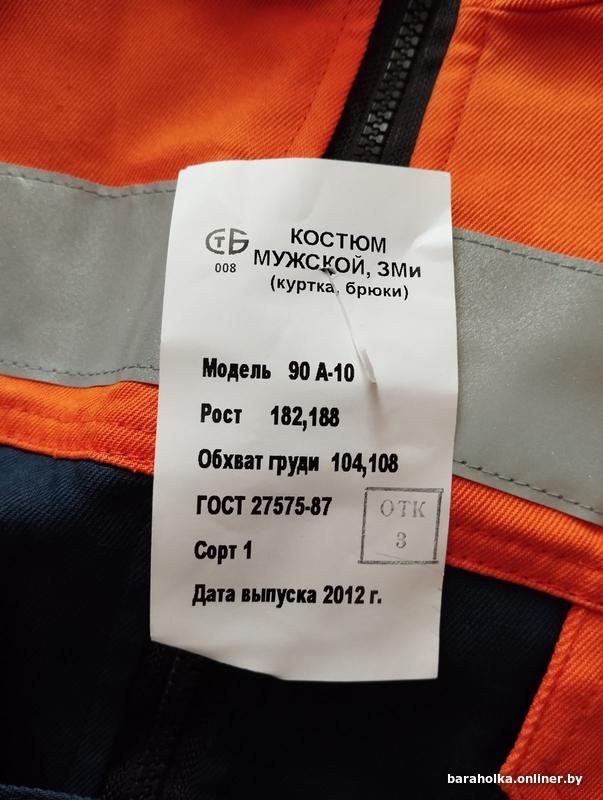 СТБ
008
КОСТЮМ
МУЖСКОЙ, ЗМи
(куртка, брюки)
Модель 90 А-10
Рост 182,188
Обхват груди 104,108
ГОСТ 27575-87
ОТК
3
Сорт 1
Дата выпуска 2012 г.
baraholka.onliner.by